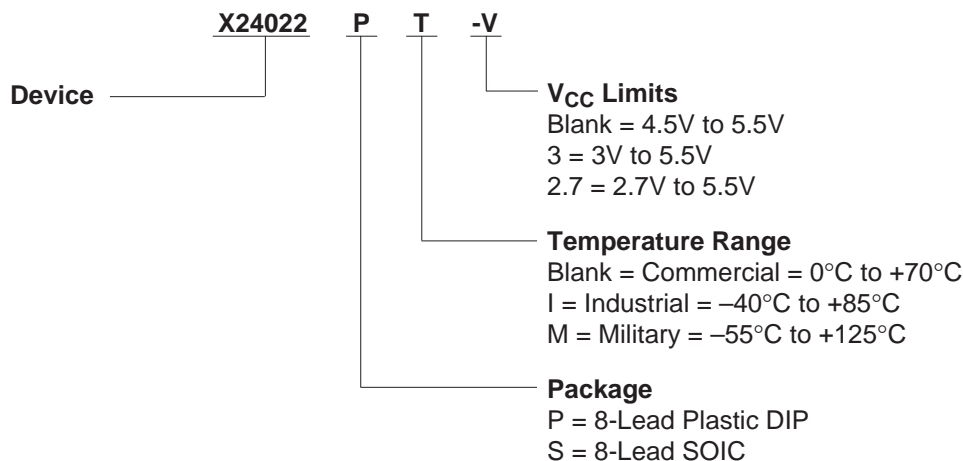 X24022 P T -V
Device
VCC Limits
Blank = 4.5V to 5.5V
3 = 3V to 5.5V
2.7 = 2.7V to 5.5V
Temperature Range
Blank = Commercial = 0°C to +70°C
I = Industrial = –40°C to +85°C
M = Military = –55°C to +125°C
Package
P = 8-Lead Plastic DIP
S = 8-Lead SOIC